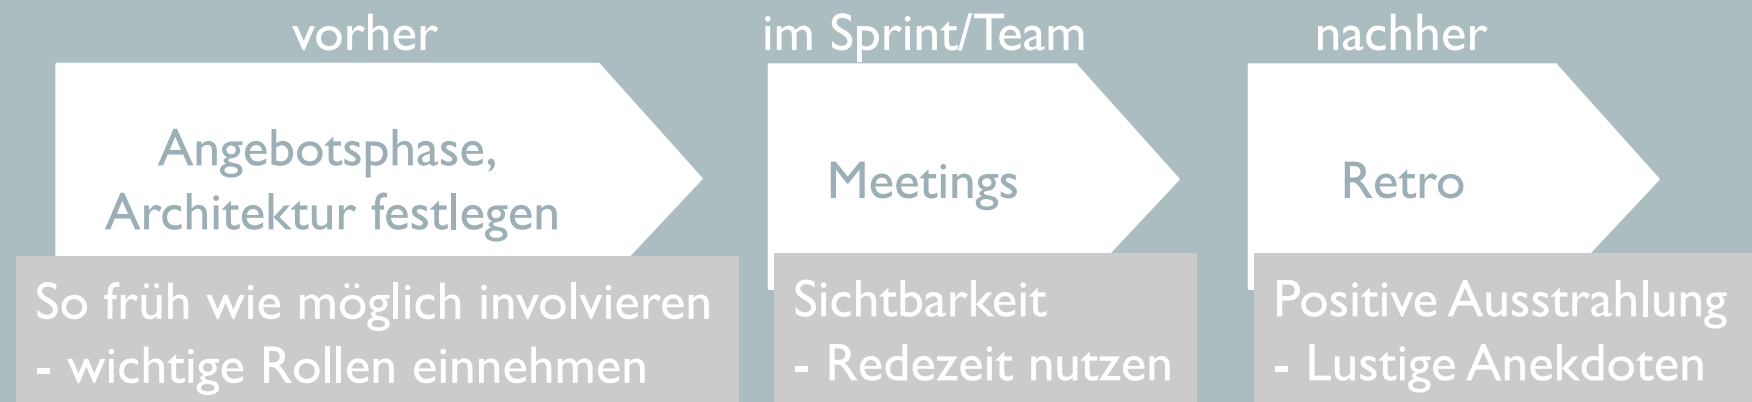 vorher
Angebotsphase,
Architektur festlegen
So früh wie möglich involvieren
- wichtige Rollen einnehmen
im Sprint/Team
Meetings
Sichtbarkeit
- Redezeit nutzen
nachher
Retro
Positive Ausstrahlung
- Lustige Anekdoten